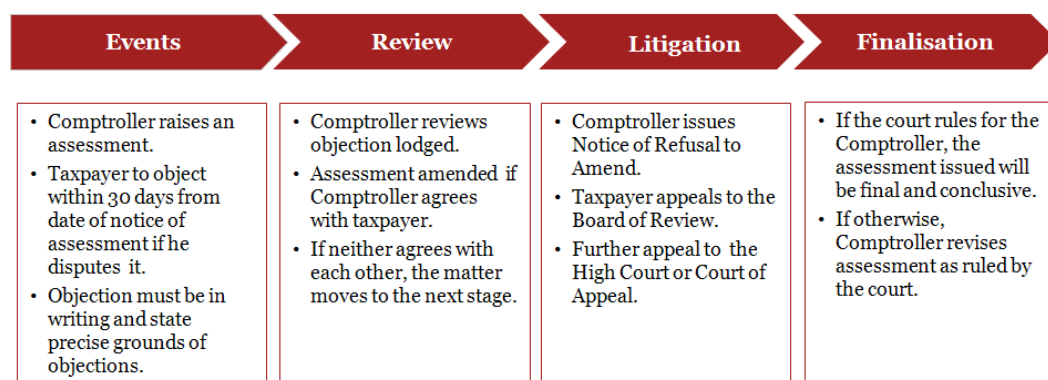 Events
Review
Litigation
Finalisation
• Comptroller raises an
assessment.
• Taxpayer to object
within 30 days from
date of notice of
assessment if he
disputes it.
• Objection must be in
writing and state
precise grounds of
objections.
• Comptroller reviews
objection lodged.
• Assessment amended if
Comptroller agrees
with taxpayer.
• If neither agrees with
each other, the matter
moves to the next stage.
• Comptroller issues
Notice of Refusal to
Amend.
• Taxpayer appeals to the
Board of Review.
• Further appeal to the
High Court or Court of
Appeal.
• If the court rules for the
Comptroller, the
assessment issued will
be final and conclusive.
• If otherwise,
Comptroller revises
assessment as ruled by
the court.